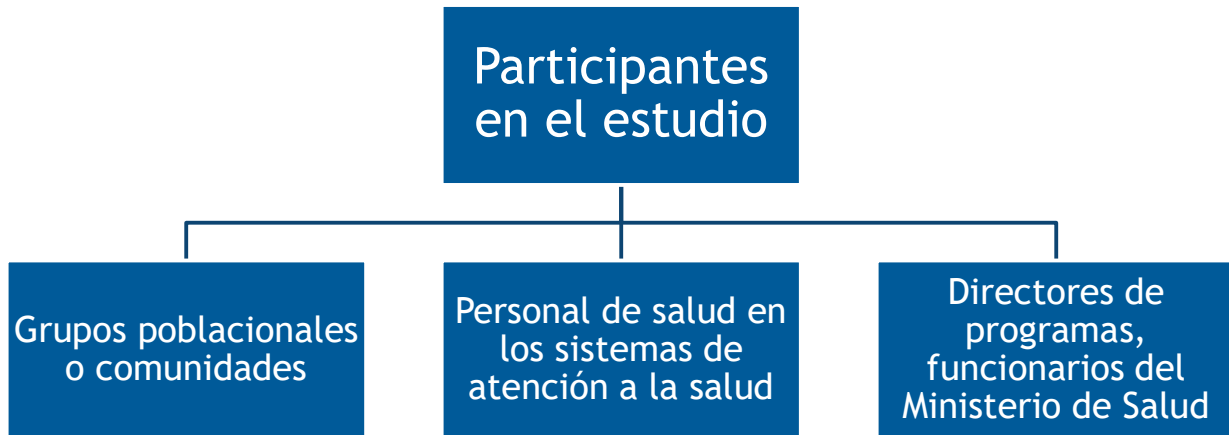 Participantes
en el estudio
Grupos poblacionales
o comunidades
Personal de salud en
los sistemas de
atención a la salud
Directores de
programas,
funcionarios del
Ministerio de Salud